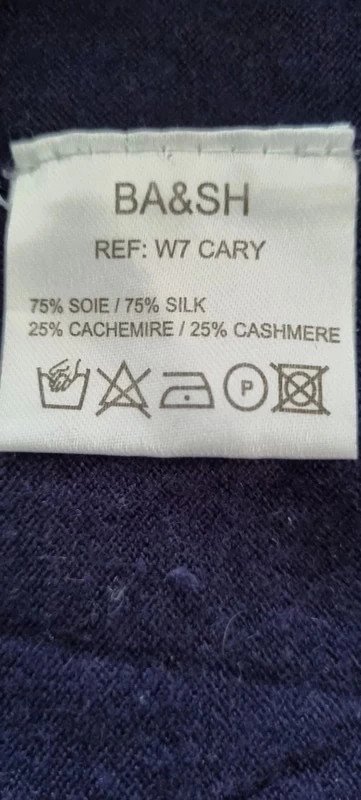 BA&SH
REF: W7 CARY
75% SOIE / 75% SILK
25% CACHEMIRE / 25% CASHMERE
P